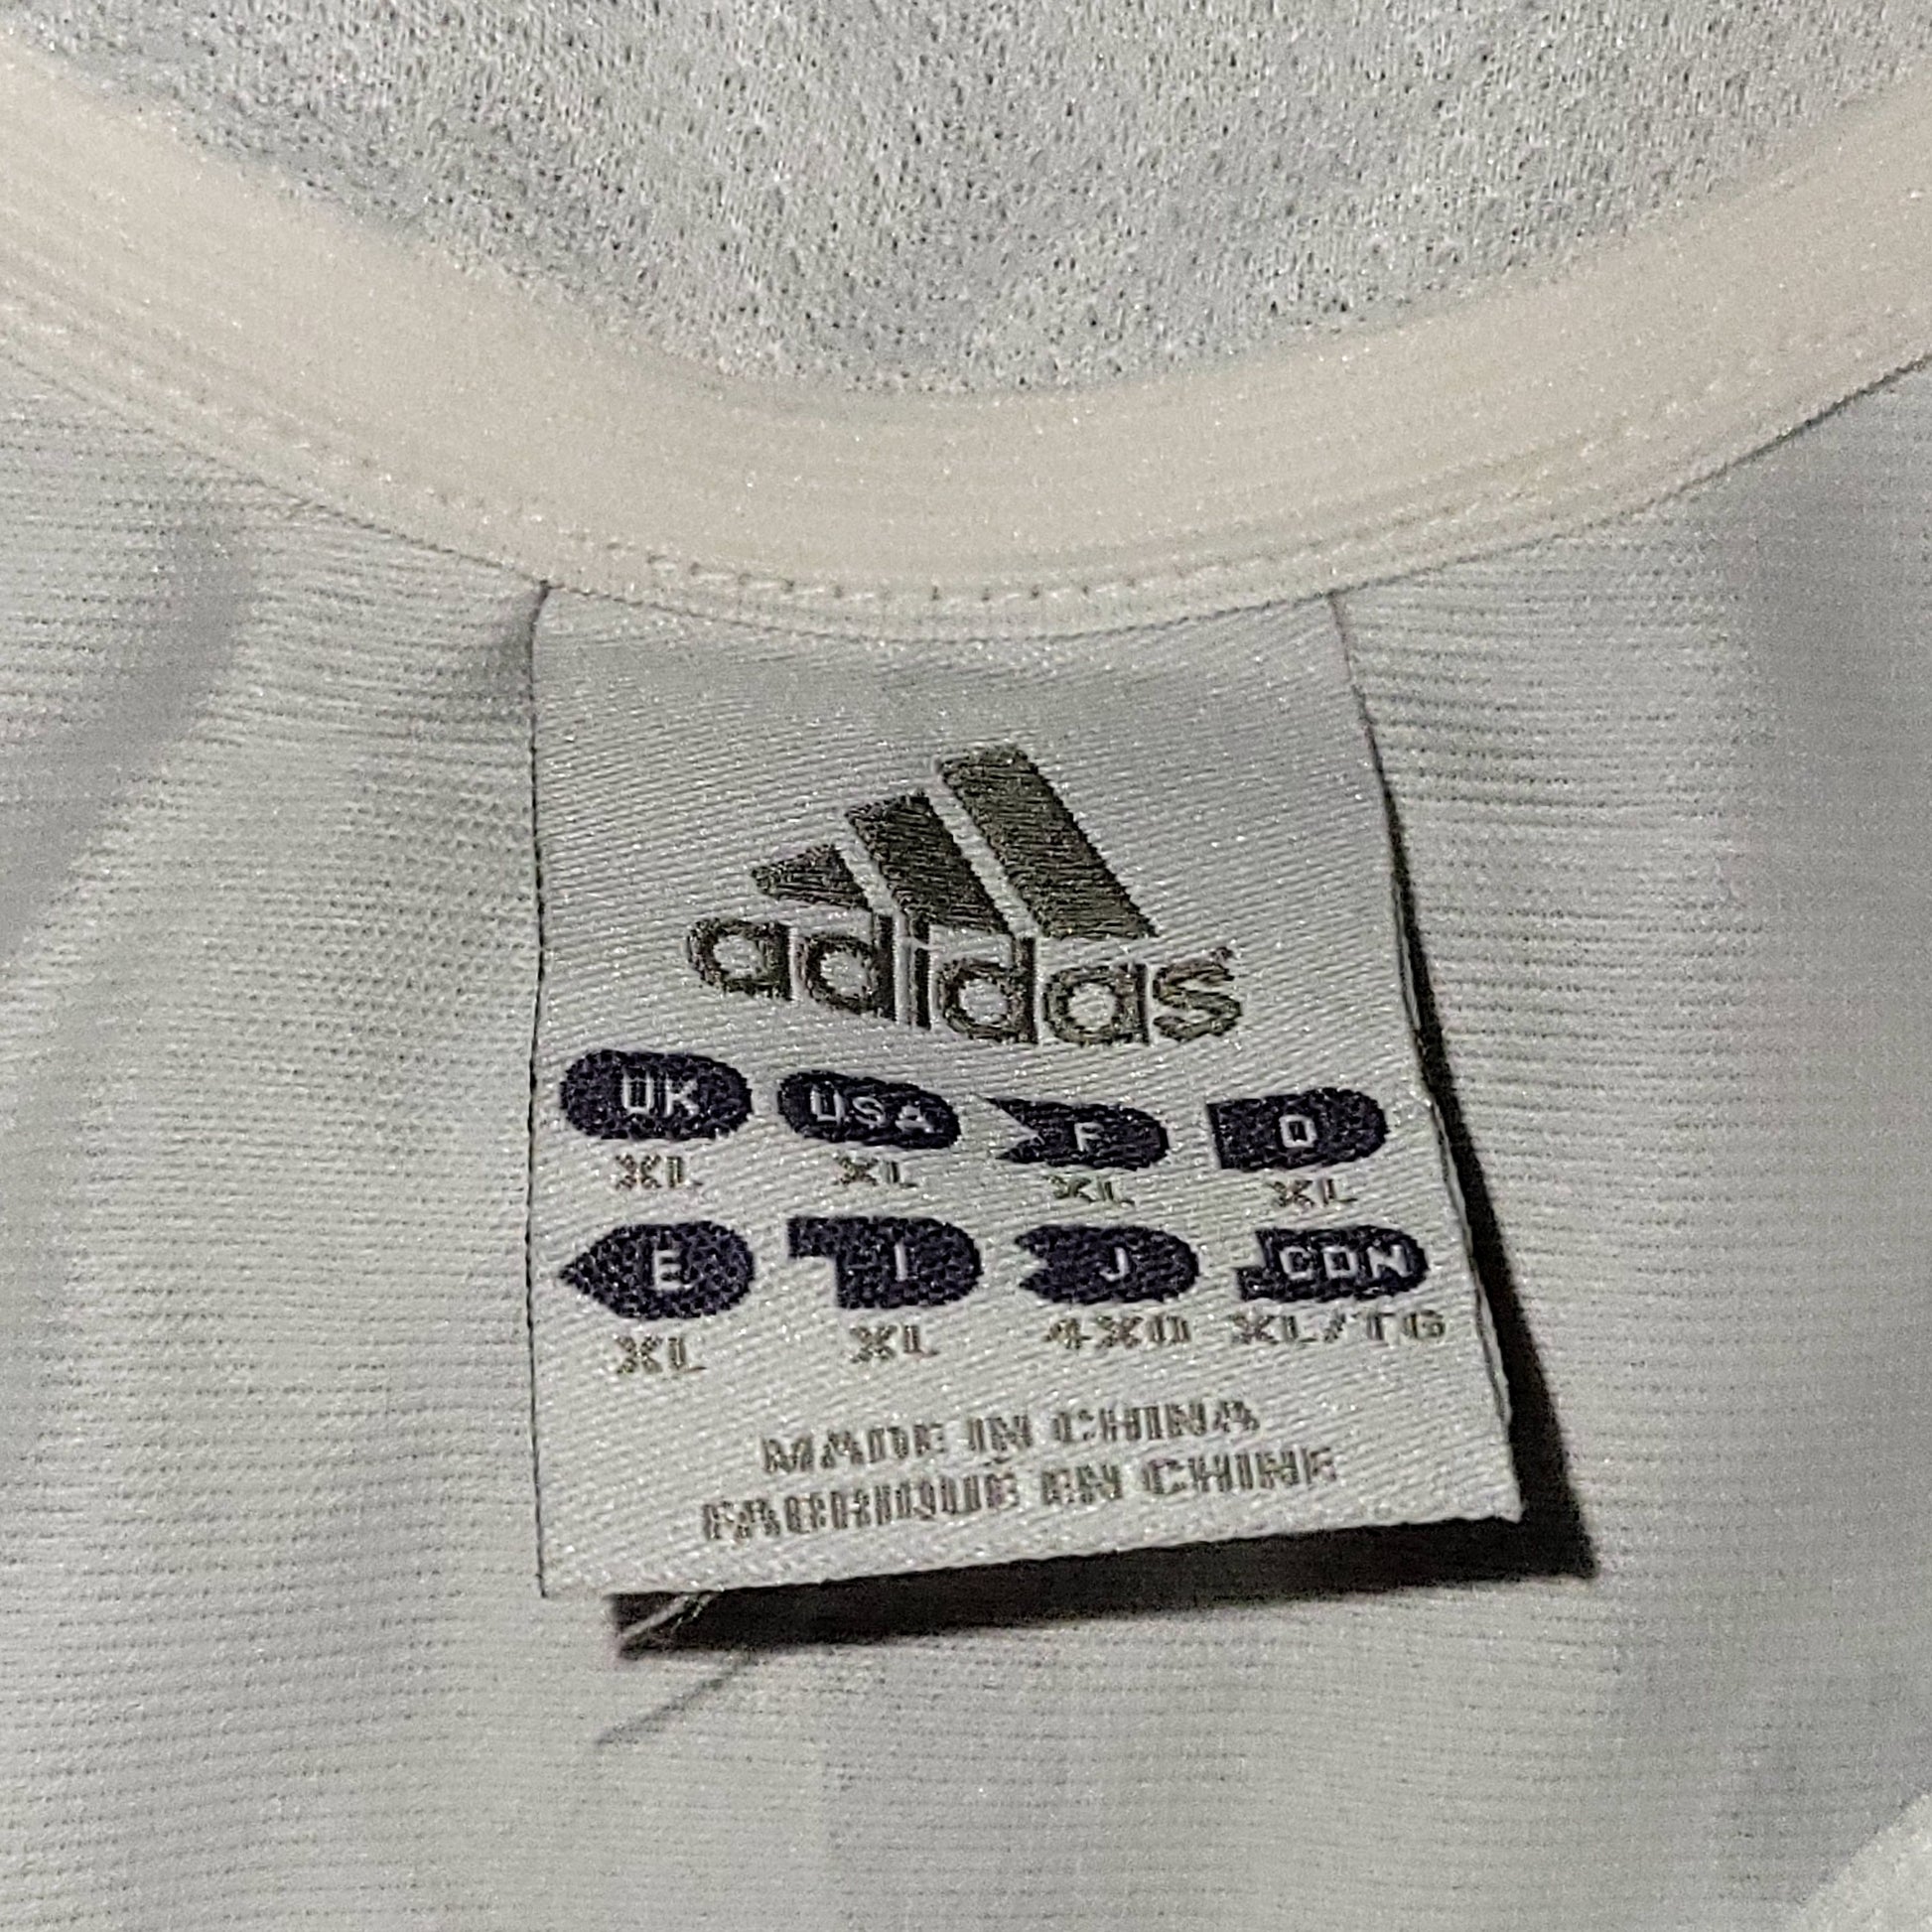 adidas
UK USA F D
XL XL XL XL
E I J CDN
XL XL 4XO XL/TG
MADE IN CHINA
FABRIQUÉ EN CHINE